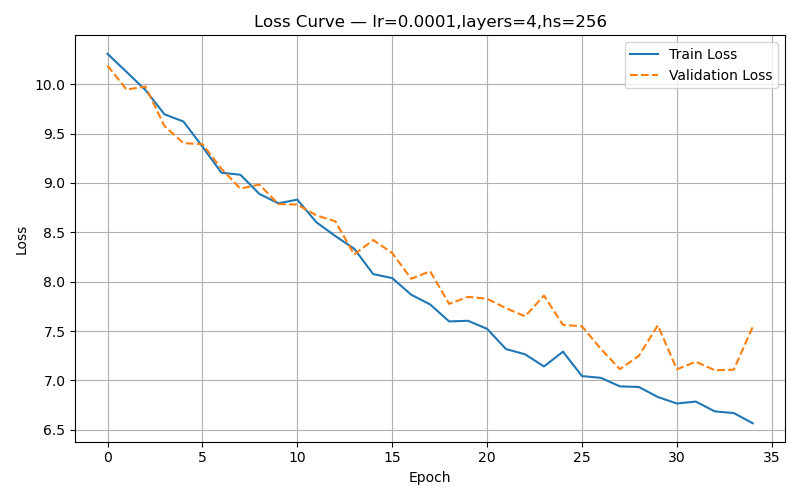 Loss Curve — lr=0.0001,layers=4,hs=256
Train Loss
Validation Loss
10.0
9.5
9.0
8.5
8.0
7.5
7.0
6.5
Loss
0 5 10 15 20 25 30 35
Epoch